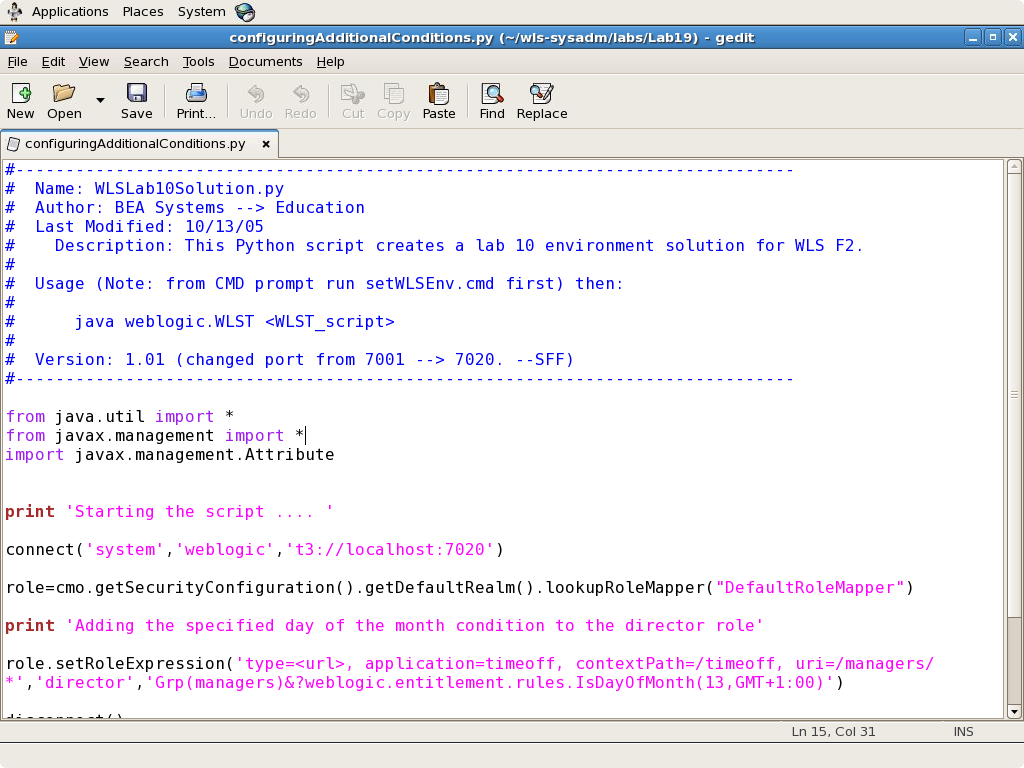 Applications Places System
configuringAdditionalConditions.py (~/wls-sysadm/labs/Lab19) - gedit
File Edit View Search Tools Documents Help
New Open Save Print... Undo Redo Cut Copy Paste Find Replace
configuringAdditionalConditions.py
#------------------------------------------------------------------------------
#  Name: WLSLab10Solution.py
#  Author: BEA Systems --> Education
#  Last Modified: 10/13/05
#    Description: This Python script creates a lab 10 environment solution for WLS F2.
#
#  Usage (Note: from CMD prompt run setWLSEnv.cmd first) then:
#
#      java weblogic.WLST <WLST_script>
#
#  Version: 1.01 (changed port from 7001 --> 7020. --SFF)
#------------------------------------------------------------------------------
from java.util import *
from javax.management import *
import javax.management.Attribute
print 'Starting the script .... '
connect('system','weblogic','t3://localhost:7020')
role=cmo.getSecurityConfiguration().getDefaultRealm().lookupRoleMapper("DefaultRoleMapper")
print 'Adding the specified day of the month condition to the director role'
role.setRoleExpression('type=<url>, application=timeoff, contextPath=/timeoff, uri=/managers/
*','director','Grp(managers)&?weblogic.entitlement.rules.IsDayOfMonth(13,GMT+1:00)')
disconnect()
Ln 15, Col 31 INS